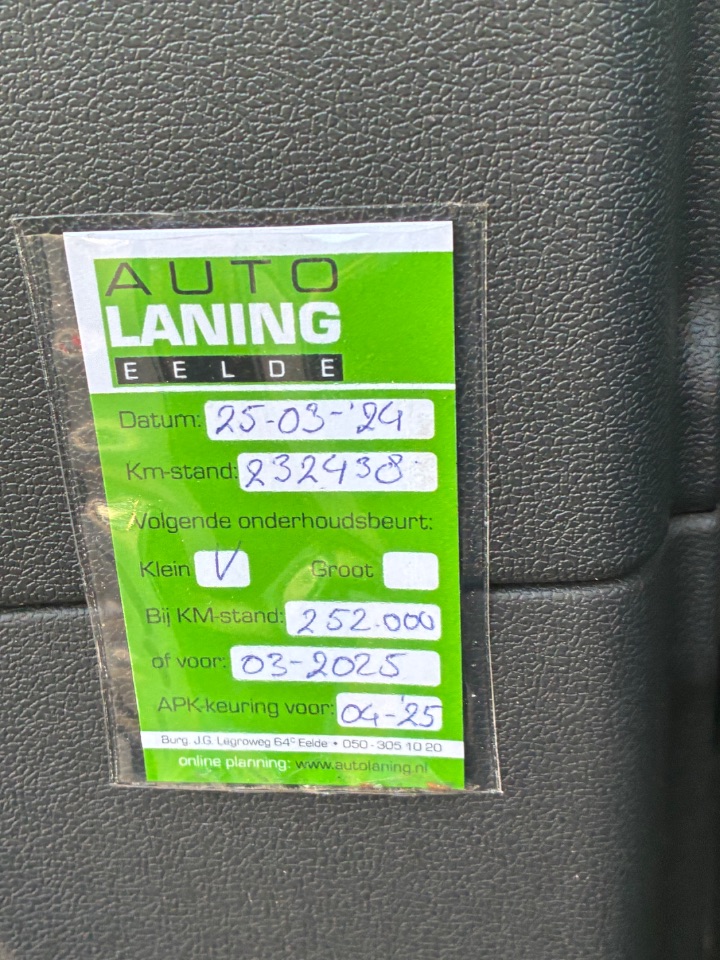 AUTO
LANING
EELDE
Datum: 25-03-'24
Km-stand: 232438
Volgende onderhoudsbeurt:
Klein V Groot
Bij KM-stand: 252.000
of voor: 03-2025
APK-keuring voor: 04-'25
Burg. J.G. Legroweg 64c Eelde • 050 - 305 10 20
online planning: www.autolaning.nl